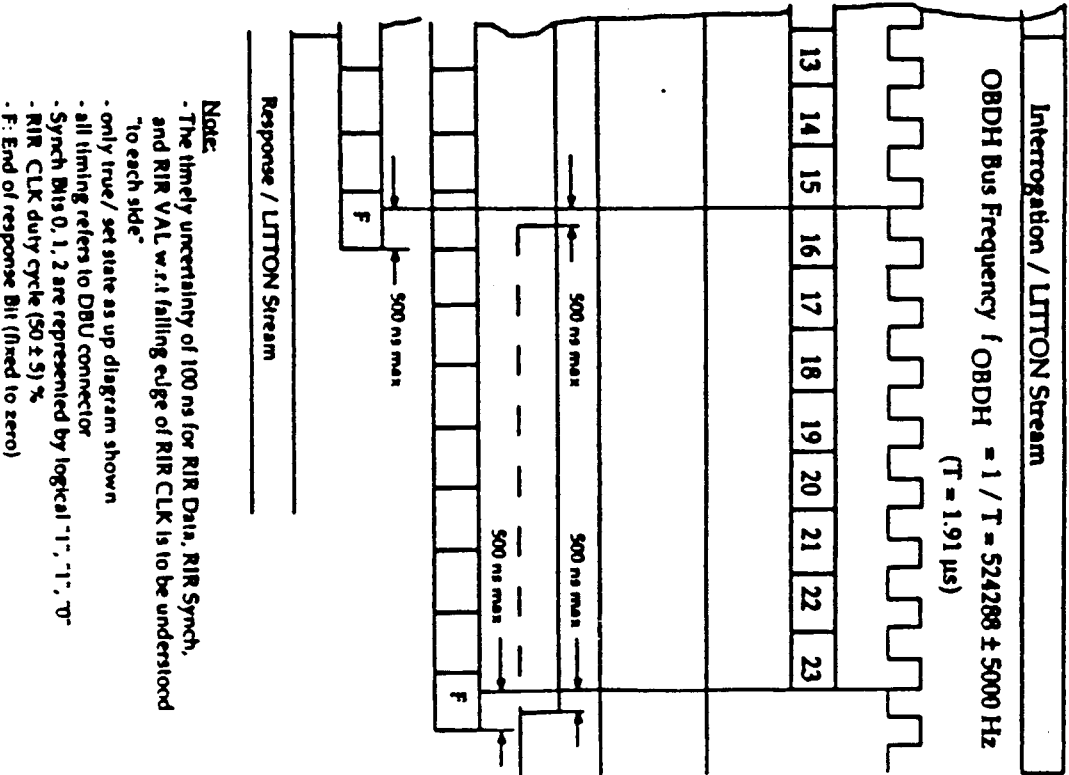 Interrogation / LITTON Stream
OBDH Bus Frequency f OBDH = 1 / T = 524288 ± 5000 Hz
(T = 1.91 µs)
13 14 15 16 17 18 19 20 21 22 23
500 ns max 500 ns max
500 ns max
F
500 ns max
F
Response / LITTON Stream
Note:
- The timely uncertainty of 100 ns for RIR Data, RIR Synch,
and RIR VAL w.r.t falling edge of RIR CLK is to be understood
"to each side"
- only true / set state as up diagram shown
- all timing refers to DBU connector
- Synch Bits 0, 1, 2 are represented by logical "1", "1", "0"
- RIR CLK duty cycle (50 ± 5) %
- F: End of response Bit (fixed to zero)